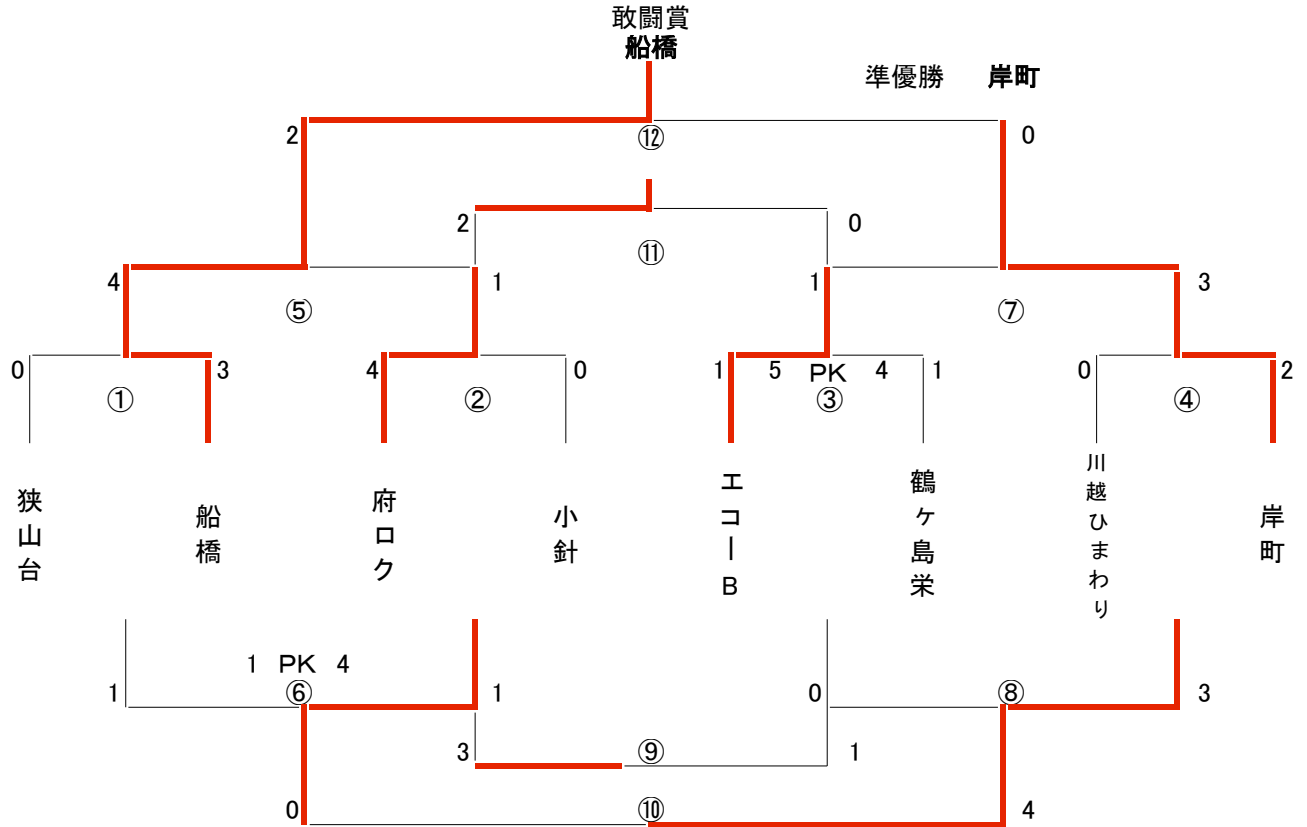 敢闘賞
船橋
準優勝 岸町
2 ⑫ 0
2 ⑪ 0
4 ⑤ 1 1 ⑦ 3
0 3 4 0 1 5 PK 4 1 0 2
① ② ③ ④
狭山台
船橋
府ロク
小針
エコーB
鶴ヶ島栄
川越ひまわり
岸町
1 PK 4
1 ⑥ 1 0 ⑧ 3
3 ⑨ 1
0 ⑩ 4